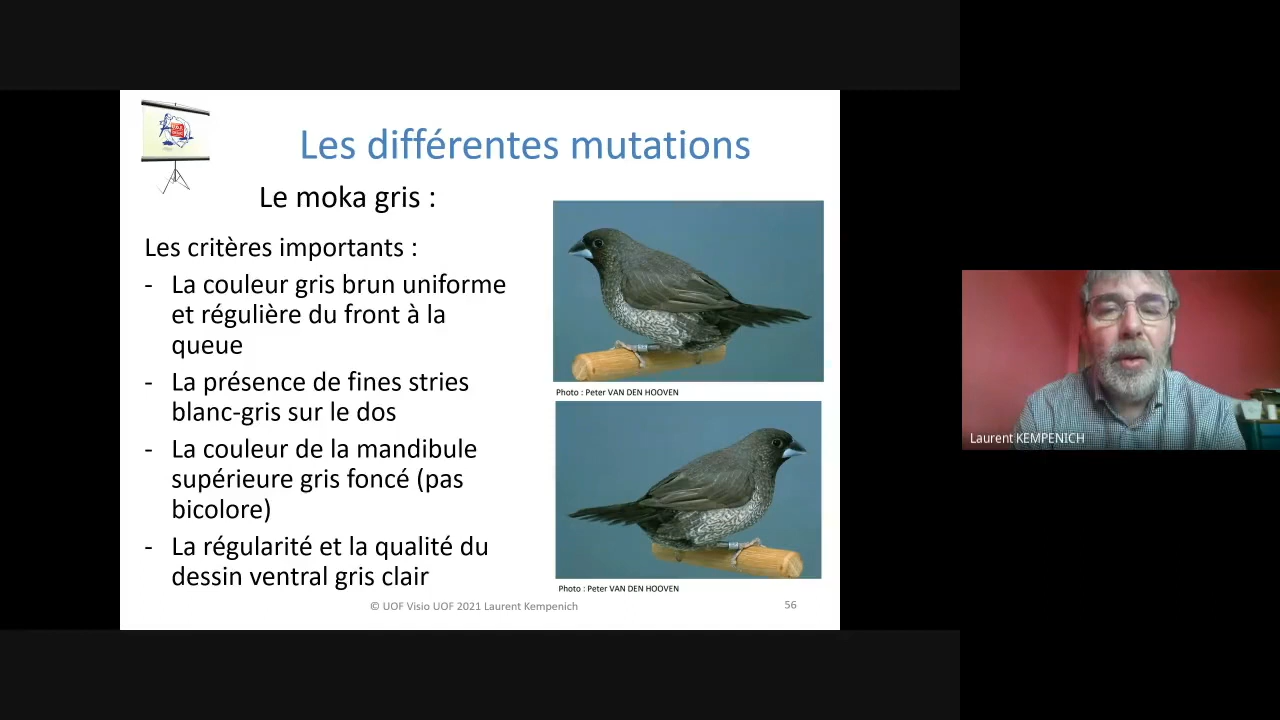 Les différentes mutations
Le moka gris :
Les critères importants :
- La couleur gris brun uniforme
et régulière du front à la
queue
- La présence de fines stries
blanc-gris sur le dos
- La couleur de la mandibule
supérieure gris foncé (pas
bicolore)
- La régularité et la qualité du
dessin ventral gris clair
Photo : Peter VAN DEN HOOVEN
Photo : Peter VAN DEN HOOVEN
© UOF Visio UOF 2021 Laurent Kempenich
56
Laurent KEMPENICH